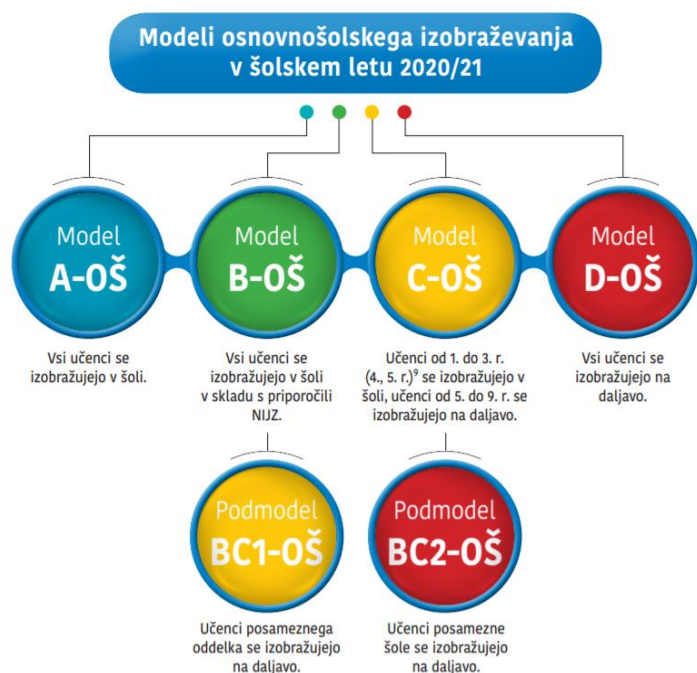 Modeli osnovnošolskega izobraževanja
v šolskem letu 2020/21
Model
A-OŠ
Vsi učenci se
izobražujejo v šoli.
Model
B-OŠ
Vsi učenci se
izobražujejo v šoli
v skladu s priporočili
NIJZ.
Model
C-OŠ
Učenci od 1. do 3. r.
(4., 5. r.)⁹ se izobražujejo v
šoli, učenci od 5. do 9. r. se
izobražujejo na daljavo.
Model
D-OŠ
Vsi učenci se
izobražujejo na
daljavo.
Podmodel
BC1-OŠ
Učenci posameznega
oddelka se izobražujejo
na daljavo.
Podmodel
BC2-OŠ
Učenci posamezne
šole se izobražujejo
na daljavo.